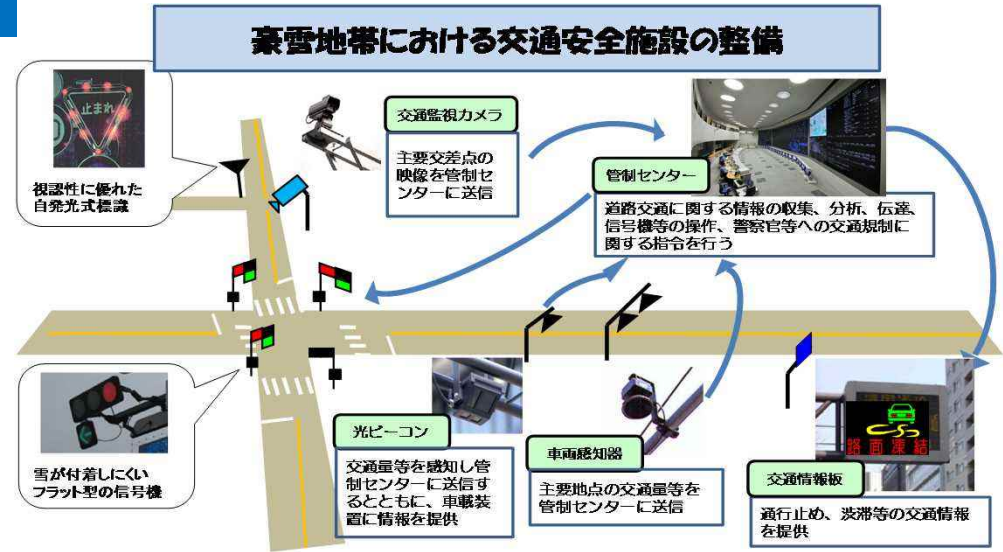 豪雪地帯における交通安全施設の整備
止まれ
視認性に優れた
自発光式標識
交通監視カメラ
主要交差点の
映像を管制セ
ンターに送信
管制センター
道路交通に関する情報の収集、分析、伝達、
信号機等の操作、警察官等への交通規制に
関する指令を行う
雪が付着しにくい
フラット型の信号機
光ビーコン
交通量等を感知し管
制センターに送信す
るとともに、車載装
置に情報を提供
車両感知器
主要地点の交通量等を
管制センターに送信
路面凍結
交通情報板
通行止め、渋滞等の交通情報
を提供